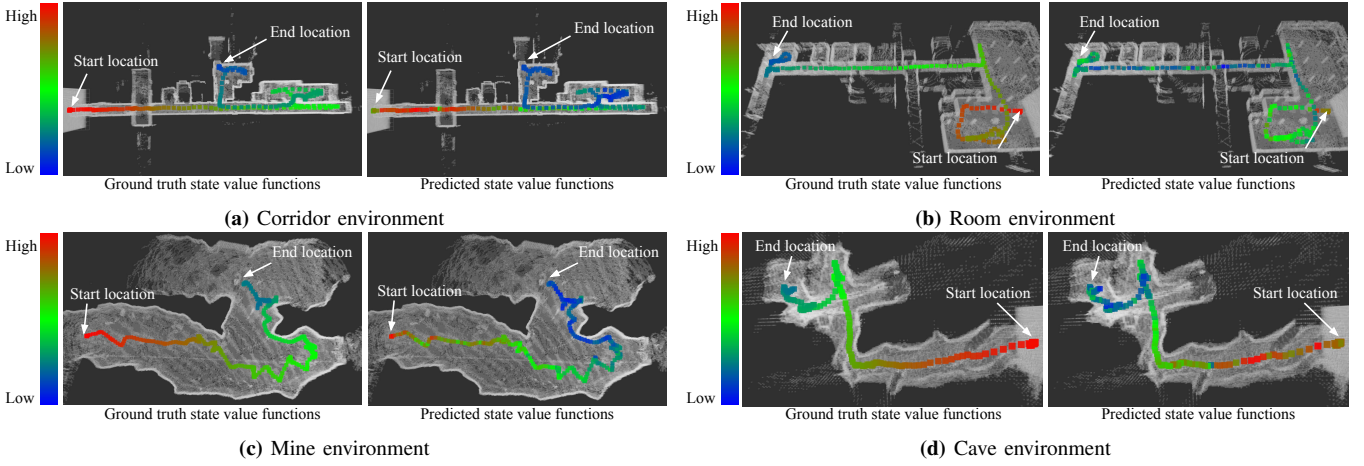 High
Low
Start location
End location
Ground truth state value functions
End location
Start location
Predicted state value functions
(a) Corridor environment
High
Low
End location
Start location
Ground truth state value functions
End location
Start location
Predicted state value functions
(b) Room environment
High
Low
Start location
End location
Ground truth state value functions
End location
Start location
Predicted state value functions
(c) Mine environment
High
Low
End location
Start location
Ground truth state value functions
End location
Start location
Predicted state value functions
(d) Cave environment